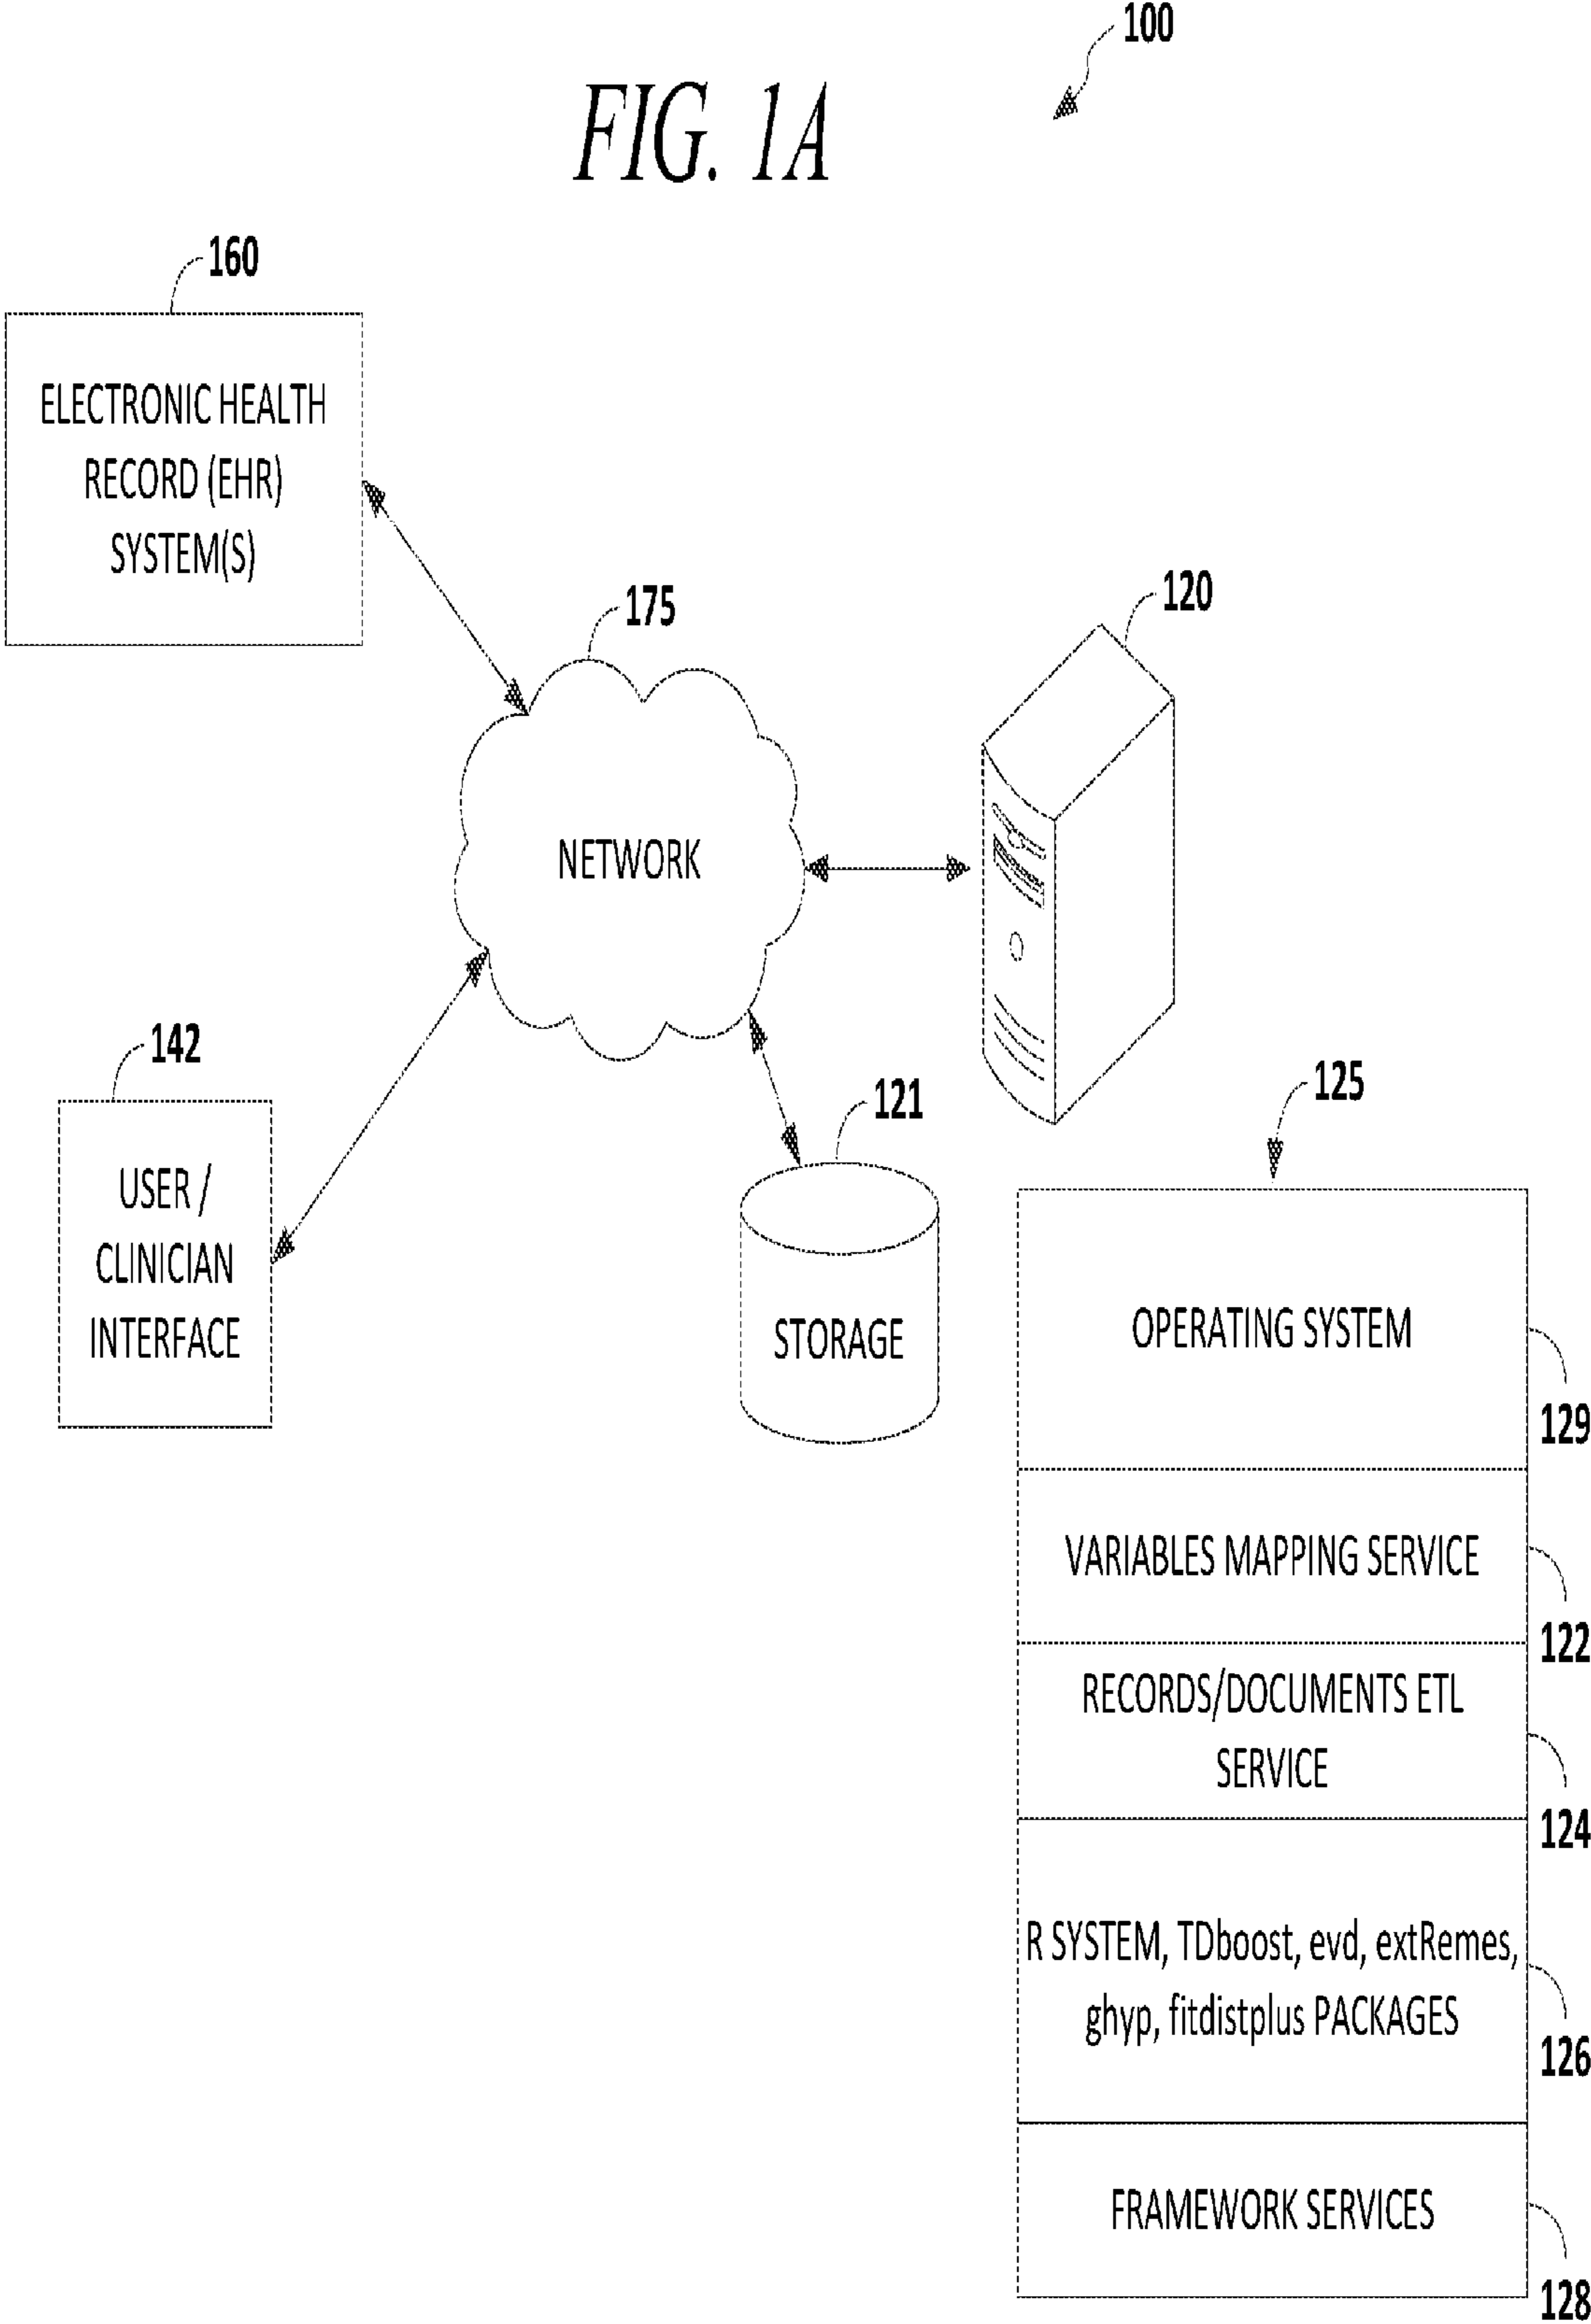 100
FIG. 1A
160
ELECTRONIC HEALTH
RECORD (EHR)
SYSTEM(S)
175
120
NETWORK
142
USER /
CLINICIAN
INTERFACE
121
STORAGE
125
OPERATING SYSTEM
129
VARIABLES MAPPING SERVICE
122
RECORDS/DOCUMENTS ETL
SERVICE
124
R SYSTEM, TDboost, evd, extRemes,
ghyp, fitdistplus PACKAGES
126
FRAMEWORK SERVICES
128